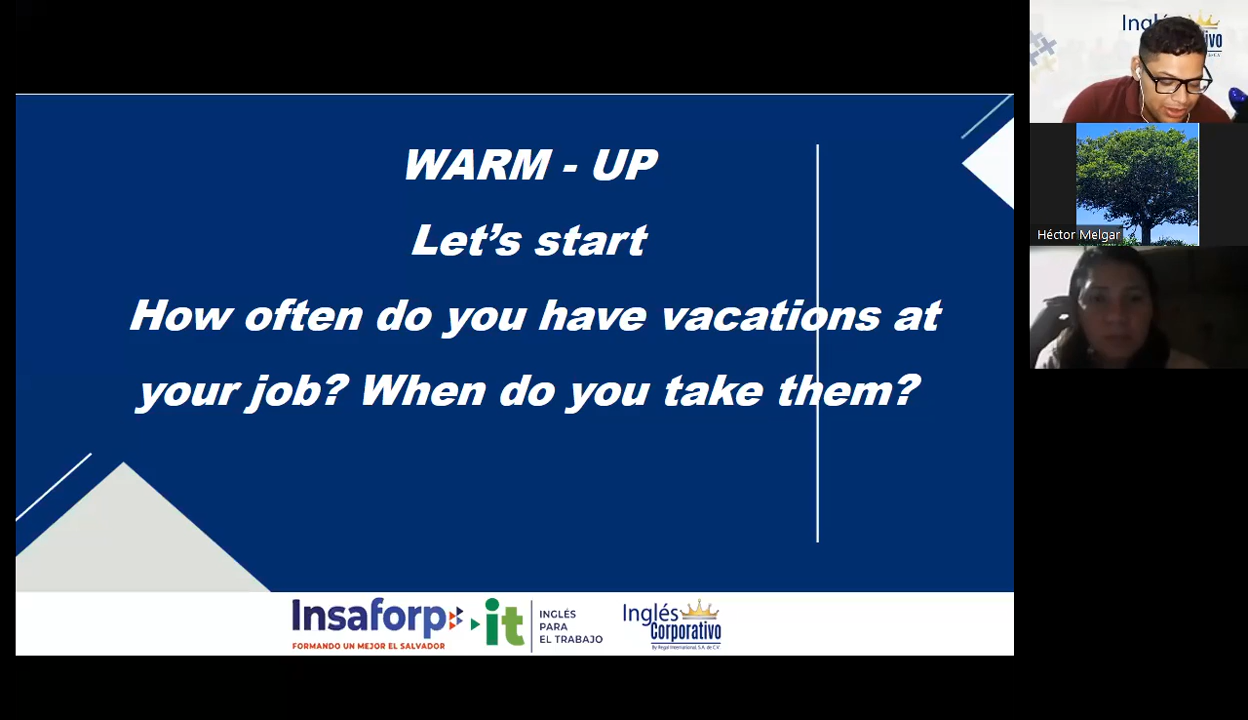 WARM - UP
Let's start
How often do you have vacations at
your job? When do you take them?
Insaforp
FORMANDO UN MEJOR EL SALVADOR
it
INGLÉS
PARA
EL TRABAJO
Inglés
Corporativo
By Regal International, S.A. de C.V.
Héctor Melgar